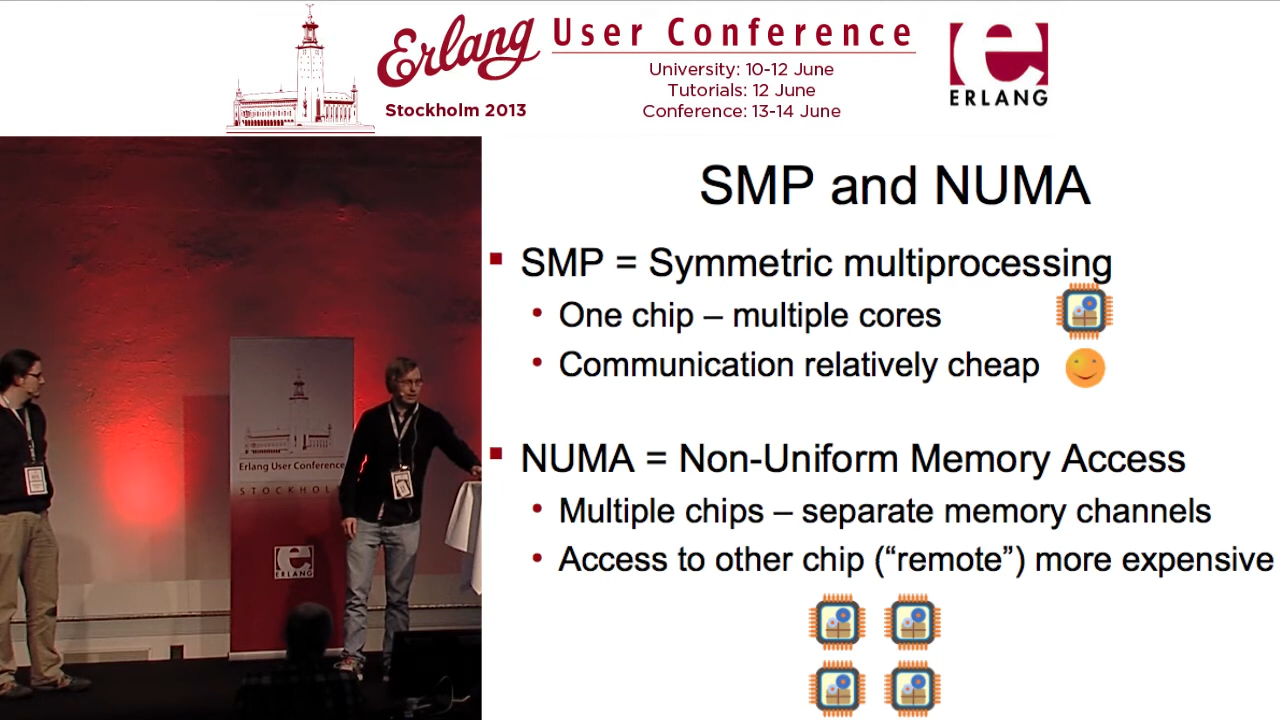 Erlang User Conference
Stockholm 2013
University: 10-12 June
Tutorials: 12 June
Conference: 13-14 June
e
ERLANG
SMP and NUMA
▪ SMP = Symmetric multiprocessing
• One chip – multiple cores
• Communication relatively cheap
▪ NUMA = Non-Uniform Memory Access
• Multiple chips – separate memory channels
• Access to other chip (“remote”) more expensive
Erlang User Conference
STOCKHOL
e
ERLANG